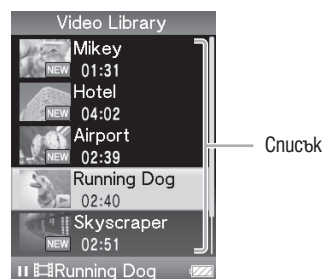 Video Library
Mikey
NEW 01:31
Hotel
NEW 04:02
Airport
NEW 02:39
Running Dog
02:40
Skyscraper
NEW 02:51
Running Dog
Списък